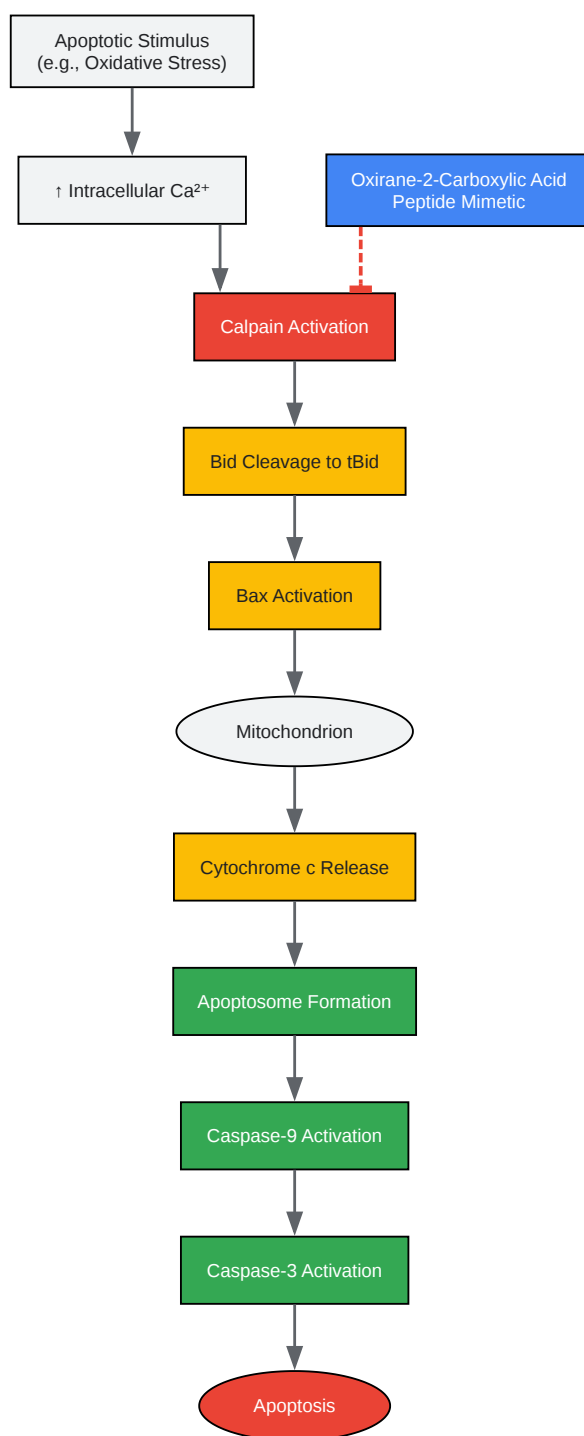 Apoptotic Stimulus
(e.g., Oxidative Stress)
↑ Intracellular Ca²⁺
Oxirane-2-Carboxylic Acid
Peptide Mimetic
Calpain Activation
Bid Cleavage to tBid
Bax Activation
Mitochondrion
Cytochrome c Release
Apoptosome Formation
Caspase-9 Activation
Caspase-3 Activation
Apoptosis